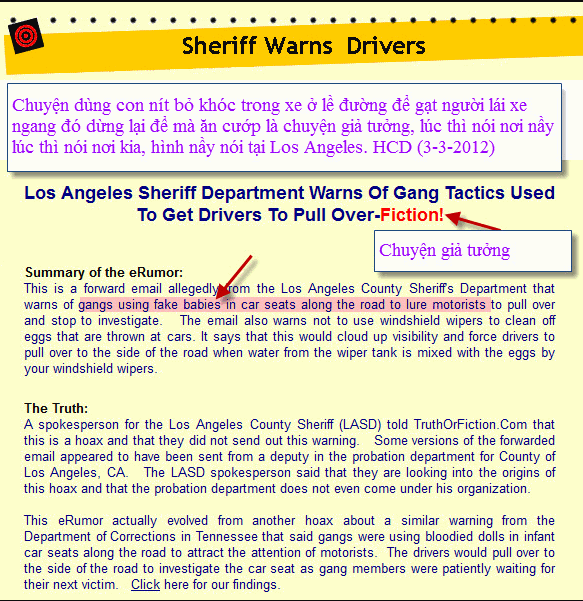 Sheriff Warns Drivers
Chuyện dùng con nít bỏ khóc trong xe ở lề đường để gạt người lái xe
ngang đó dừng lại để mà ăn cướp là chuyện giả tưởng, lúc thì nói nơi nầy
lúc thì nói nơi kia, hình nầy nói tại Los Angeles. HCD (3-3-2012)
Los Angeles Sheriff Department Warns Of Gang Tactics Used
To Get Drivers To Pull Over-Fiction!
Chuyện giả tưởng
Summary of the eRumor:
This is a forward email allegedly from the Los Angeles County Sheriff's Department that
warns of gangs using fake babies in car seats along the road to lure motorists to pull over
and stop to investigate. The email also warns not to use windshield wipers to clean off
eggs that are thrown at cars. It says that this would cloud up visibility and force drivers to
pull over to the side of the road when water from the wiper tank is mixed with the eggs by
your windshield wipers.
The Truth:
A spokesperson for the Los Angeles County Sheriff (LASD) told TruthOrFiction.Com that
this is a hoax and that they did not send out this warning. Some versions of the forwarded
email appeared to have been sent from a deputy in the probation department for County of
Los Angeles, CA. The LASD spokesperson said that they are looking into the origins of
this hoax and that the probation department does not even come under his organization.
This eRumor actually evolved from another hoax about a similar warning from the
Department of Corrections in Tennessee that said gangs were using bloodied dolls in infant
car seats along the road to attract the attention of motorists. The drivers would pull over to
the side of the road to investigate the car seat as gang members were patiently waiting for
their next victim. Click here for our findings.